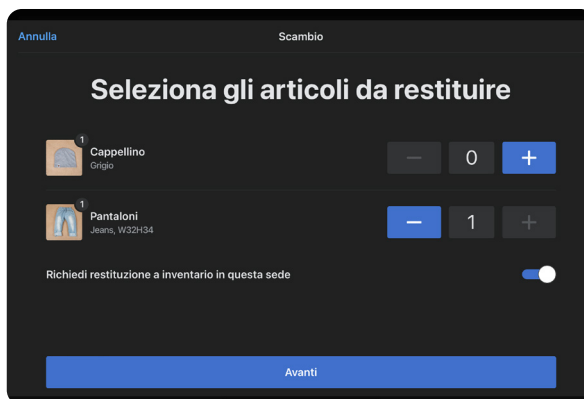 Annulla
Scambio
Seleziona gli articoli da restituire
1
Cappellino
Grigio
0
1
Pantaloni
Jeans, W32H34
1
Richiedi restituzione a inventario in questa sede
Avanti